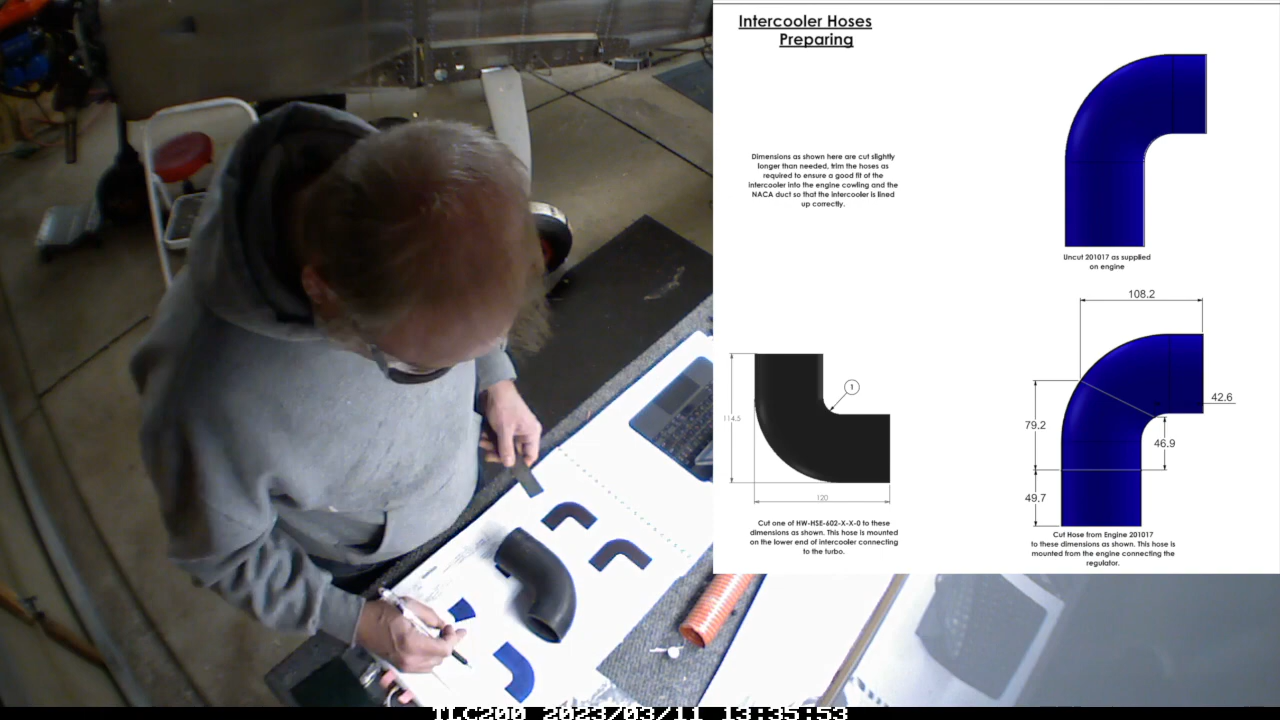 Intercooler Hoses
Preparing
Dimensions as shown here are cut slightly
longer than needed, trim the hoses as
required to ensure a good fit of the
intercooler into the engine cowling and the
NACA duct so that the intercooler is lined
up correctly.
Uncut 201017 as supplied
on engine
108.2
1
114.5
120
42.6
79.2
46.9
49.7
Cut one of HW-HSE-602-X-X-0 to these
dimensions as shown. This hose is mounted
on the lower end of intercooler connecting
to the turbo.
Cut Hose from Engine 201017
to these dimensions as shown. This hose is
mounted from the engine connecting the
regulator.
TLC200 2023/03/11 13:35:53